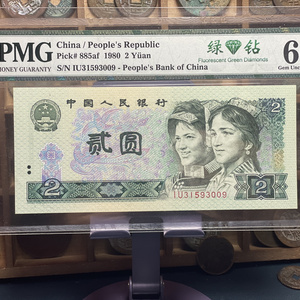 PMG
MONEY GUARANTY
China / People's Republic
Pick# 885af 1980 2 Yüan
S/N IU31593009 - People's Bank of China
绿 钻
Fluorescent Green Diamonds
6
Gem Unc
中国人民银行
贰圆
2
2
IU31593009